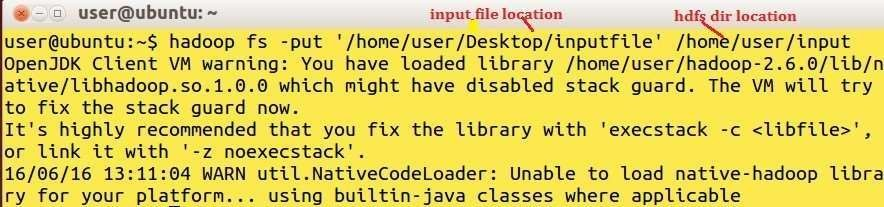 user@ubuntu: ~
input file location
hdfs dir location
user@ubuntu:~$ hadoop fs -put '/home/user/Desktop/inputfile' /home/user/input
OpenJDK Client VM warning: You have loaded library /home/user/hadoop-2.6.0/lib/n
ative/libhadoop.so.1.0.0 which might have disabled stack guard. The VM will try
to fix the stack guard now.
It's highly recommended that you fix the library with 'execstack -c <libfile>',
or link it with '-z noexecstack'.
16/06/16 13:11:04 WARN util.NativeCodeLoader: Unable to load native-hadoop libra
ry for your platform... using builtin-java classes where applicable